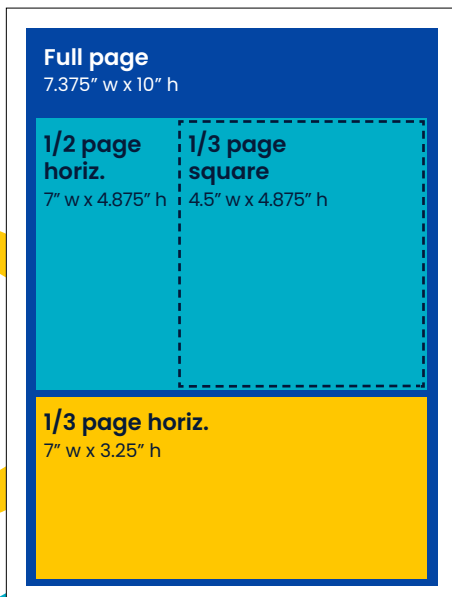 Full page
7.375” w x 10” h
1/2 page
horiz.
7” w x 4.875” h
1/3 page
square
4.5” w x 4.875” h
1/3 page horiz.
7” w x 3.25” h